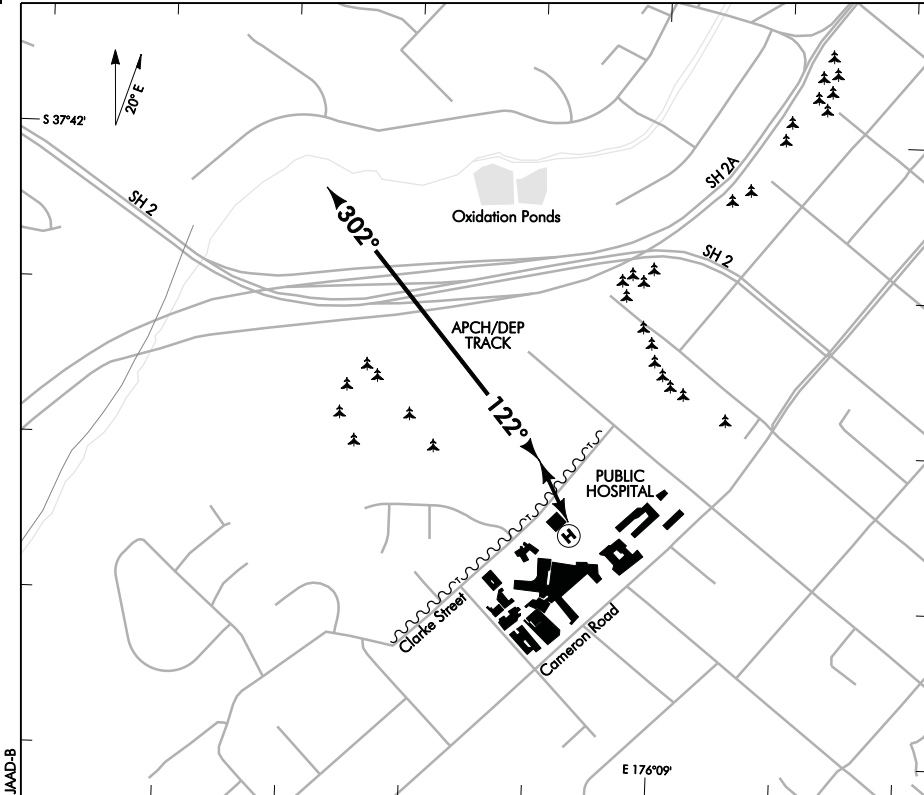 20° E
S 37°42'
SH 2A
SH 2
Oxidation Ponds
302°
SH 2
APCH/DEP
TRACK
122°
PUBLIC
HOSPITAL
H
Clarke Street
Cameron Road
E 176°09'
JAAD-B